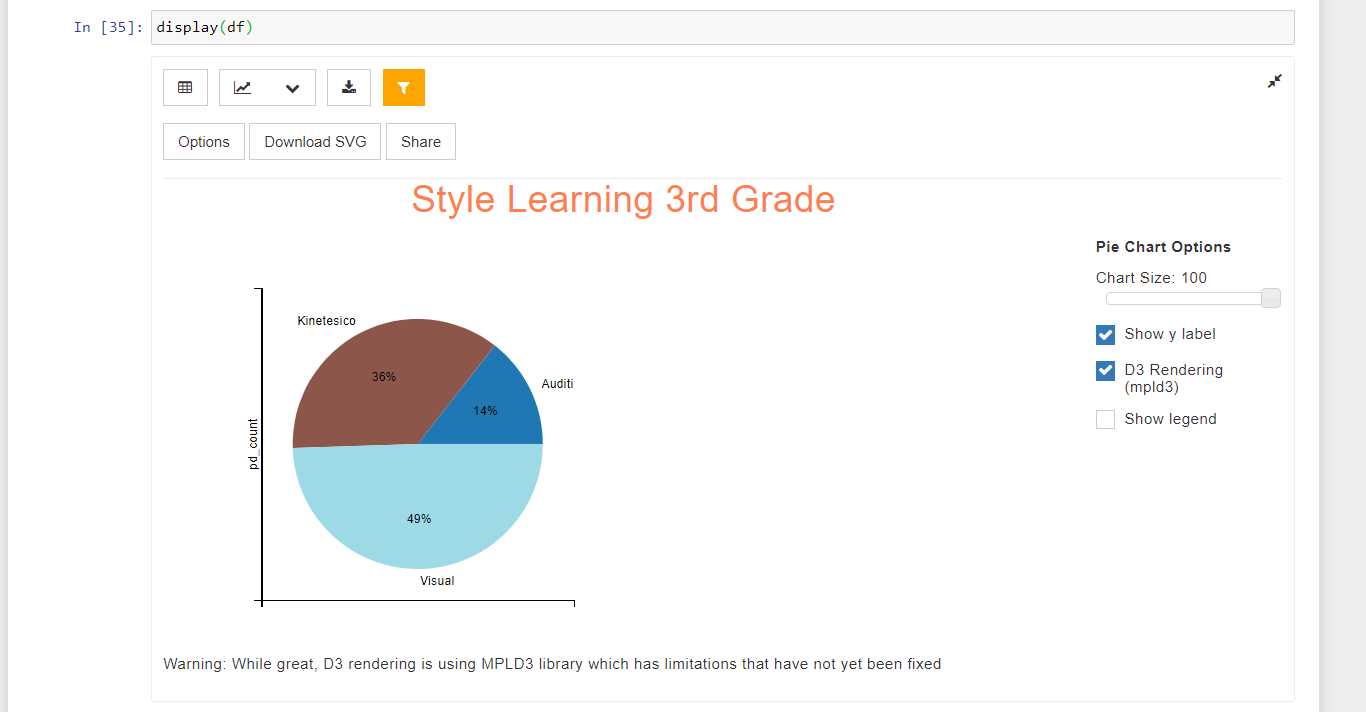 In [35]: display(df)
Options Download SVG Share
Style Learning 3rd Grade
Pie Chart Options
Chart Size: 100
Show y label
D3 Rendering
(mpld3)
Show legend
Kinetesico
36%
Auditi
14%
pd_count
49%
Visual
Warning: While great, D3 rendering is using MPLD3 library which has limitations that have not yet been fixed